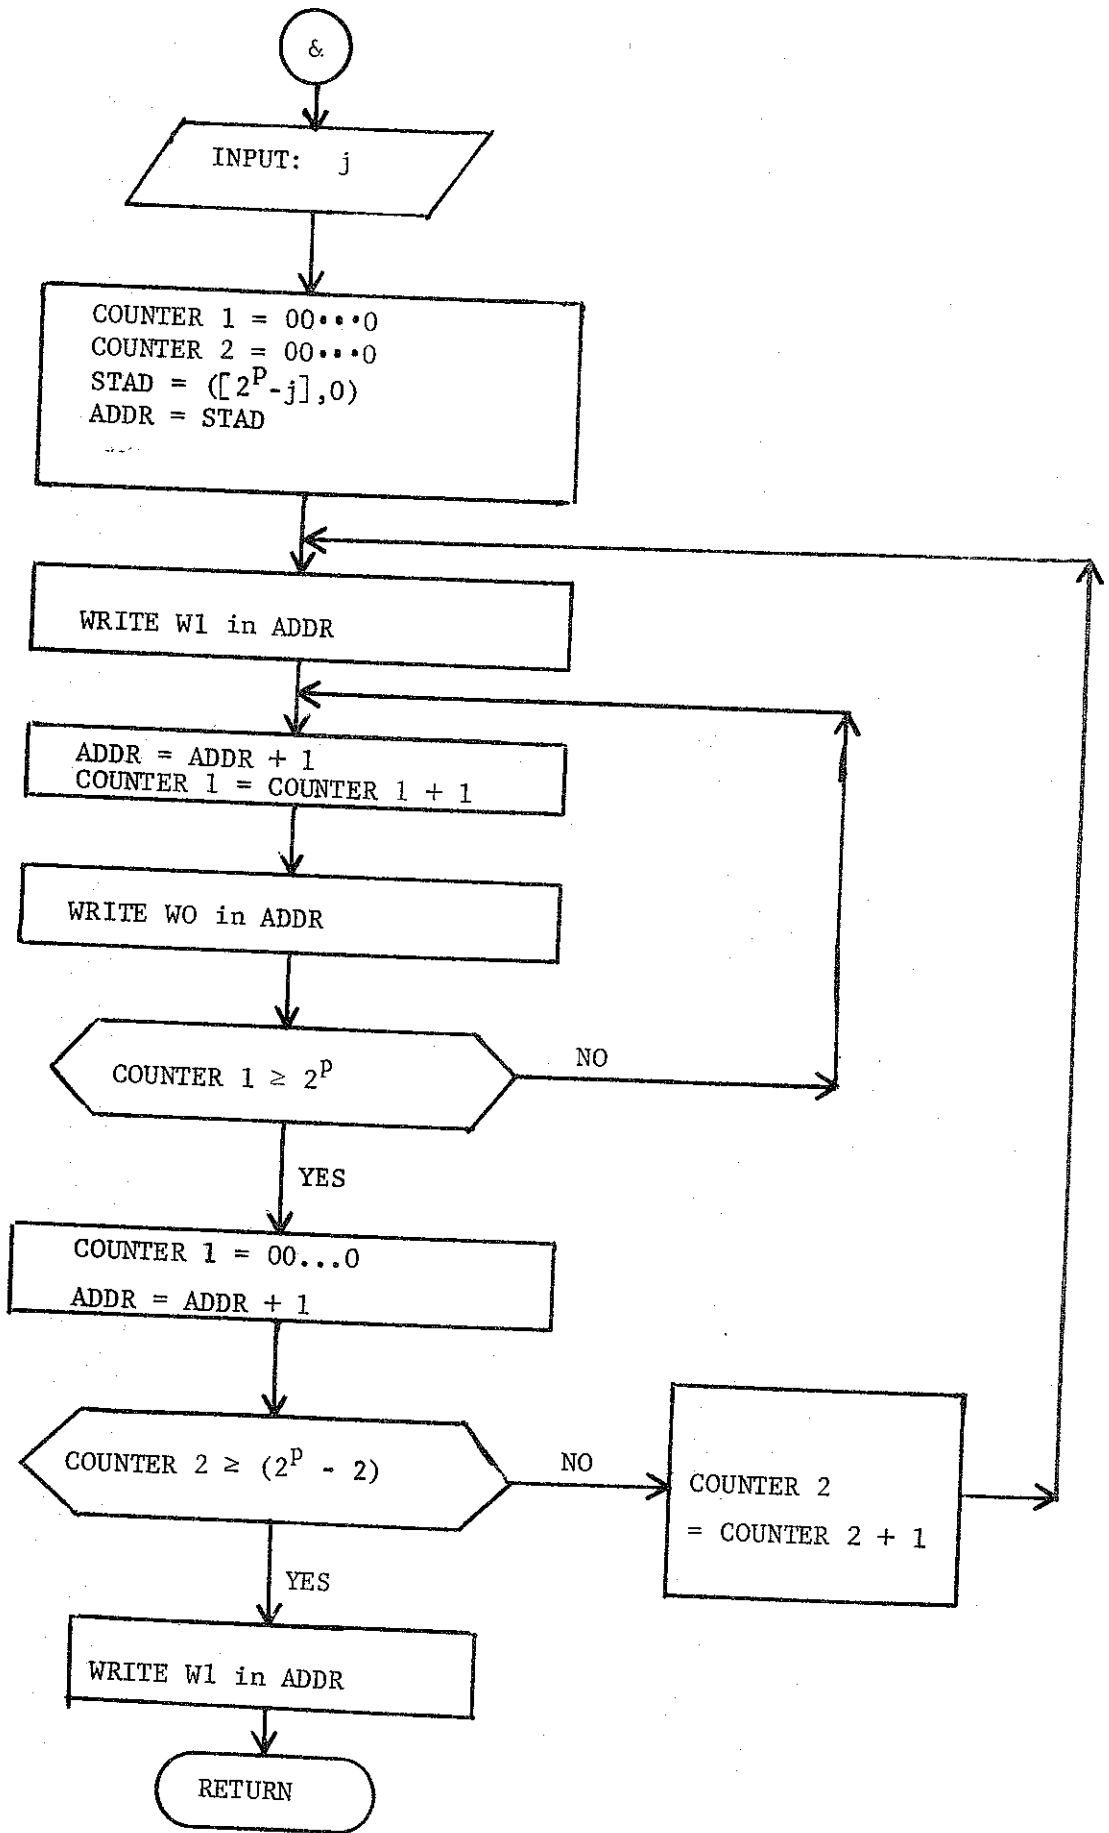 &
INPUT: j
COUNTER 1 = 00•••0
COUNTER 2 = 00•••0
STAD = ([2^P-j],0)
ADDR = STAD
WRITE W1 in ADDR
ADDR = ADDR + 1
COUNTER 1 = COUNTER 1 + 1
WRITE WO in ADDR
COUNTER 1 ≥ 2^P
NO
YES
COUNTER 1 = 00...0
ADDR = ADDR + 1
COUNTER 2 ≥ (2^P - 2)
NO
COUNTER 2
= COUNTER 2 + 1
YES
WRITE W1 in ADDR
RETURN